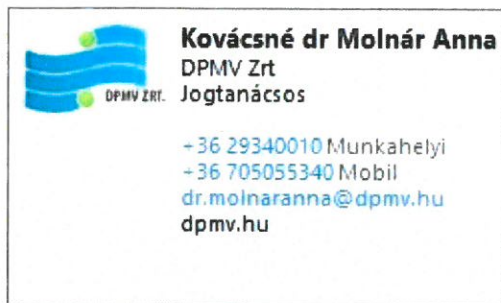 Kovácsné dr Molnár Anna
DPMV Zrt
DPMV ZRT.
Jogtanácsos
+36 29340010 Munkahelyi
+36 705055340 Mobil
dr.molnaranna@dpmv.hu
dpmv.hu